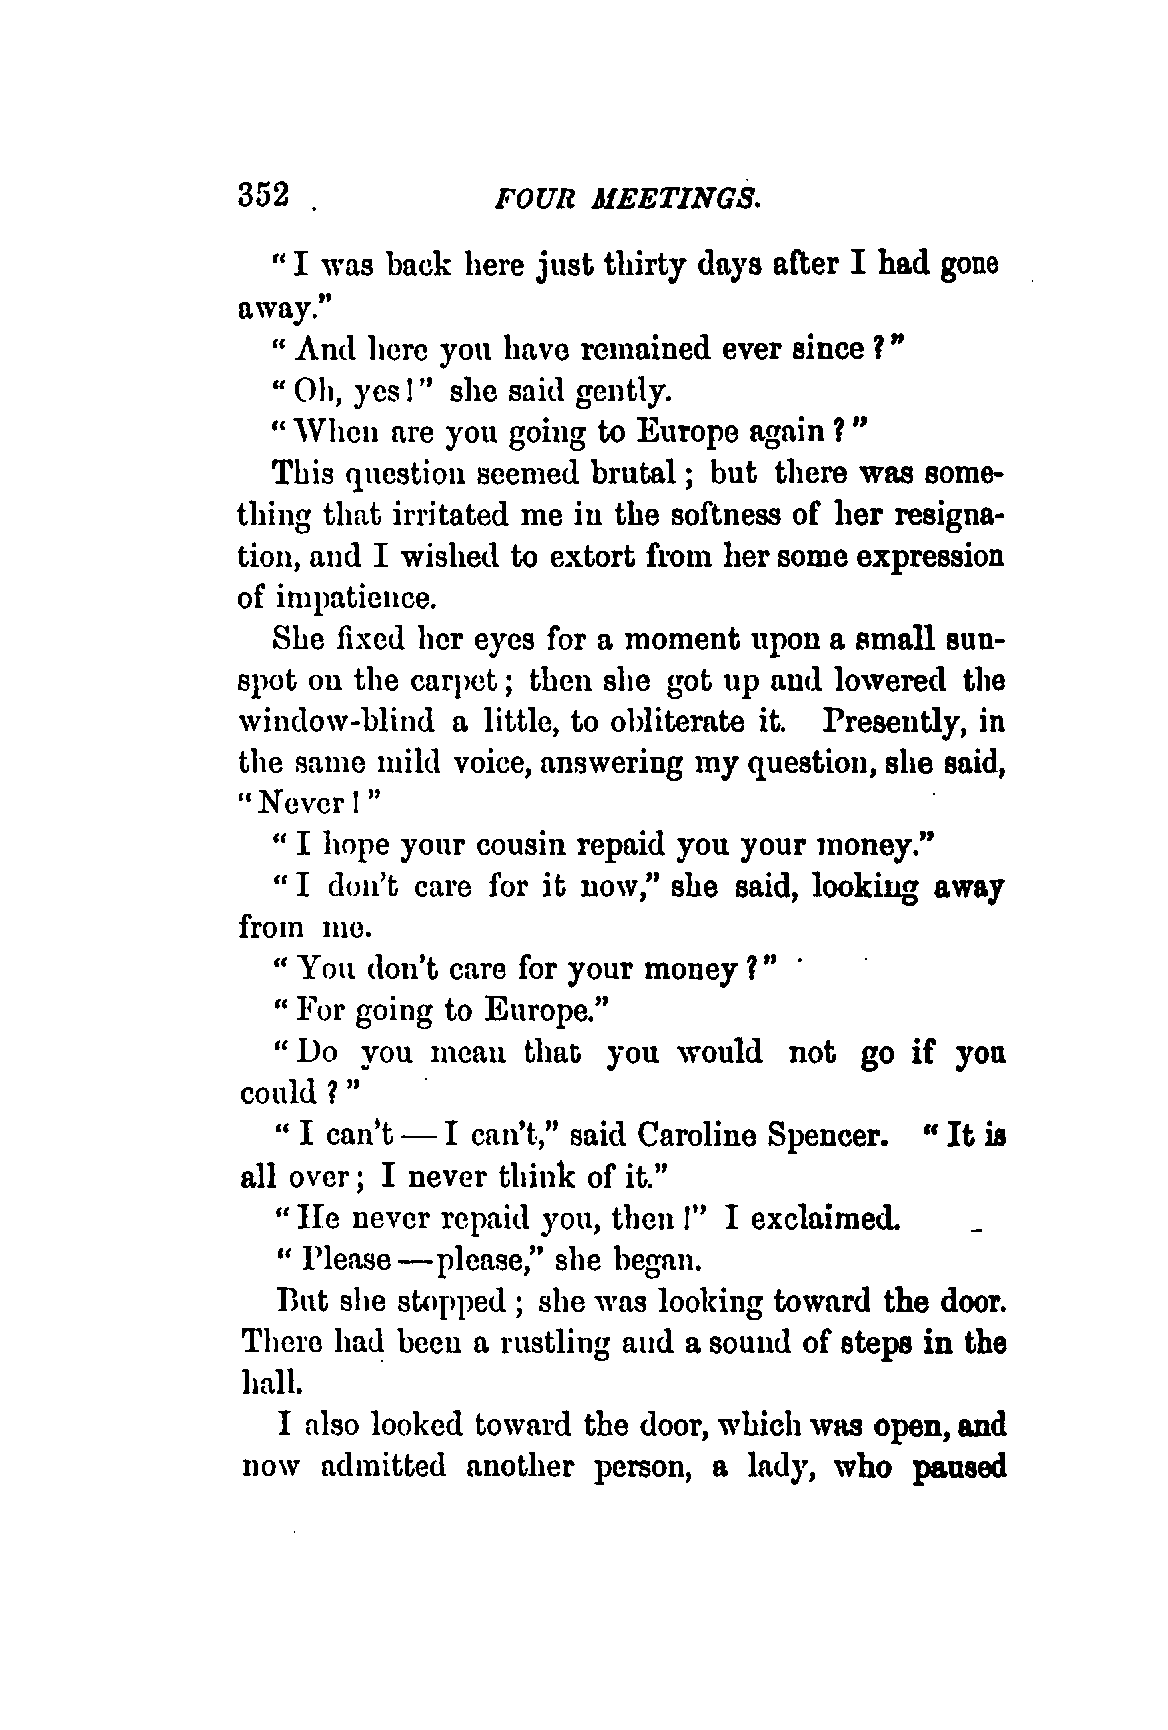 352 FOUR MEETINGS.
“I was back here just thirty days after I had gone
away.”
“And here you have remained ever since?”
“Oh, yes!” she said gently.
“When are you going to Europe again?”
This question seemed brutal; but there was some-
thing that irritated me in the softness of her resigna-
tion, and I wished to extort from her some expression
of impatience.
She fixed her eyes for a moment upon a small sun-
spot on the carpet; then she got up and lowered the
window-blind a little, to obliterate it. Presently, in
the same mild voice, answering my question, she said,
“Never!”
“I hope your cousin repaid you your money.”
“I don’t care for it now,” she said, looking away
from me.
“You don’t care for your money?”
“For going to Europe.”
“Do you mean that you would not go if you
could?”
“I can’t — I can’t,” said Caroline Spencer. “It is
all over; I never think of it.”
“He never repaid you, then!” I exclaimed.
“Please — please,” she began.
But she stopped; she was looking toward the door.
There had been a rustling and a sound of steps in the
hall.
I also looked toward the door, which was open, and
now admitted another person, a lady, who paused